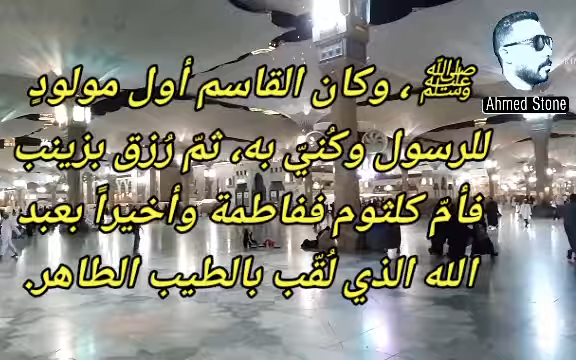 ﷺ ، وكان القاسم أول مولودِ
للرسول وكُنيّ به، ثمّ رُزق بزينب
فأمّ كلثوم ففاطمة وأخيراً بعبد
الله الذي لُقّب بالطيب الطاهر.
Ahmed Stone